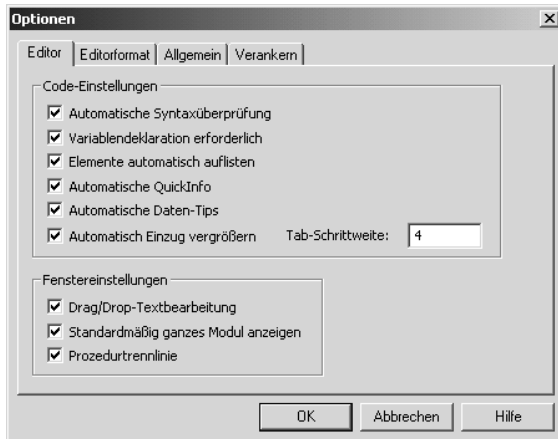 Optionen
Editor Editorformat Allgemein Verankern
Code-Einstellungen
Automatische Syntaxüberprüfung
Variablendeklaration erforderlich
Elemente automatisch auflisten
Automatische QuickInfo
Automatische Daten-Tips
Automatisch Einzug vergrößern Tab-Schrittweite: 4
Fenstereinstellungen
Drag/Drop-Textbearbeitung
Standardmäßig ganzes Modul anzeigen
Prozedurtrennlinie
OK Abbrechen Hilfe